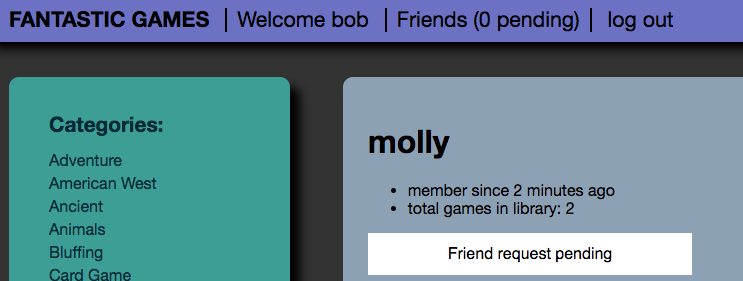 FANTASTIC GAMES | Welcome bob | Friends (0 pending) | log out
Categories:
Adventure
American West
Ancient
Animals
Bluffing
Card Game
molly
• member since 2 minutes ago
• total games in library: 2
Friend request pending